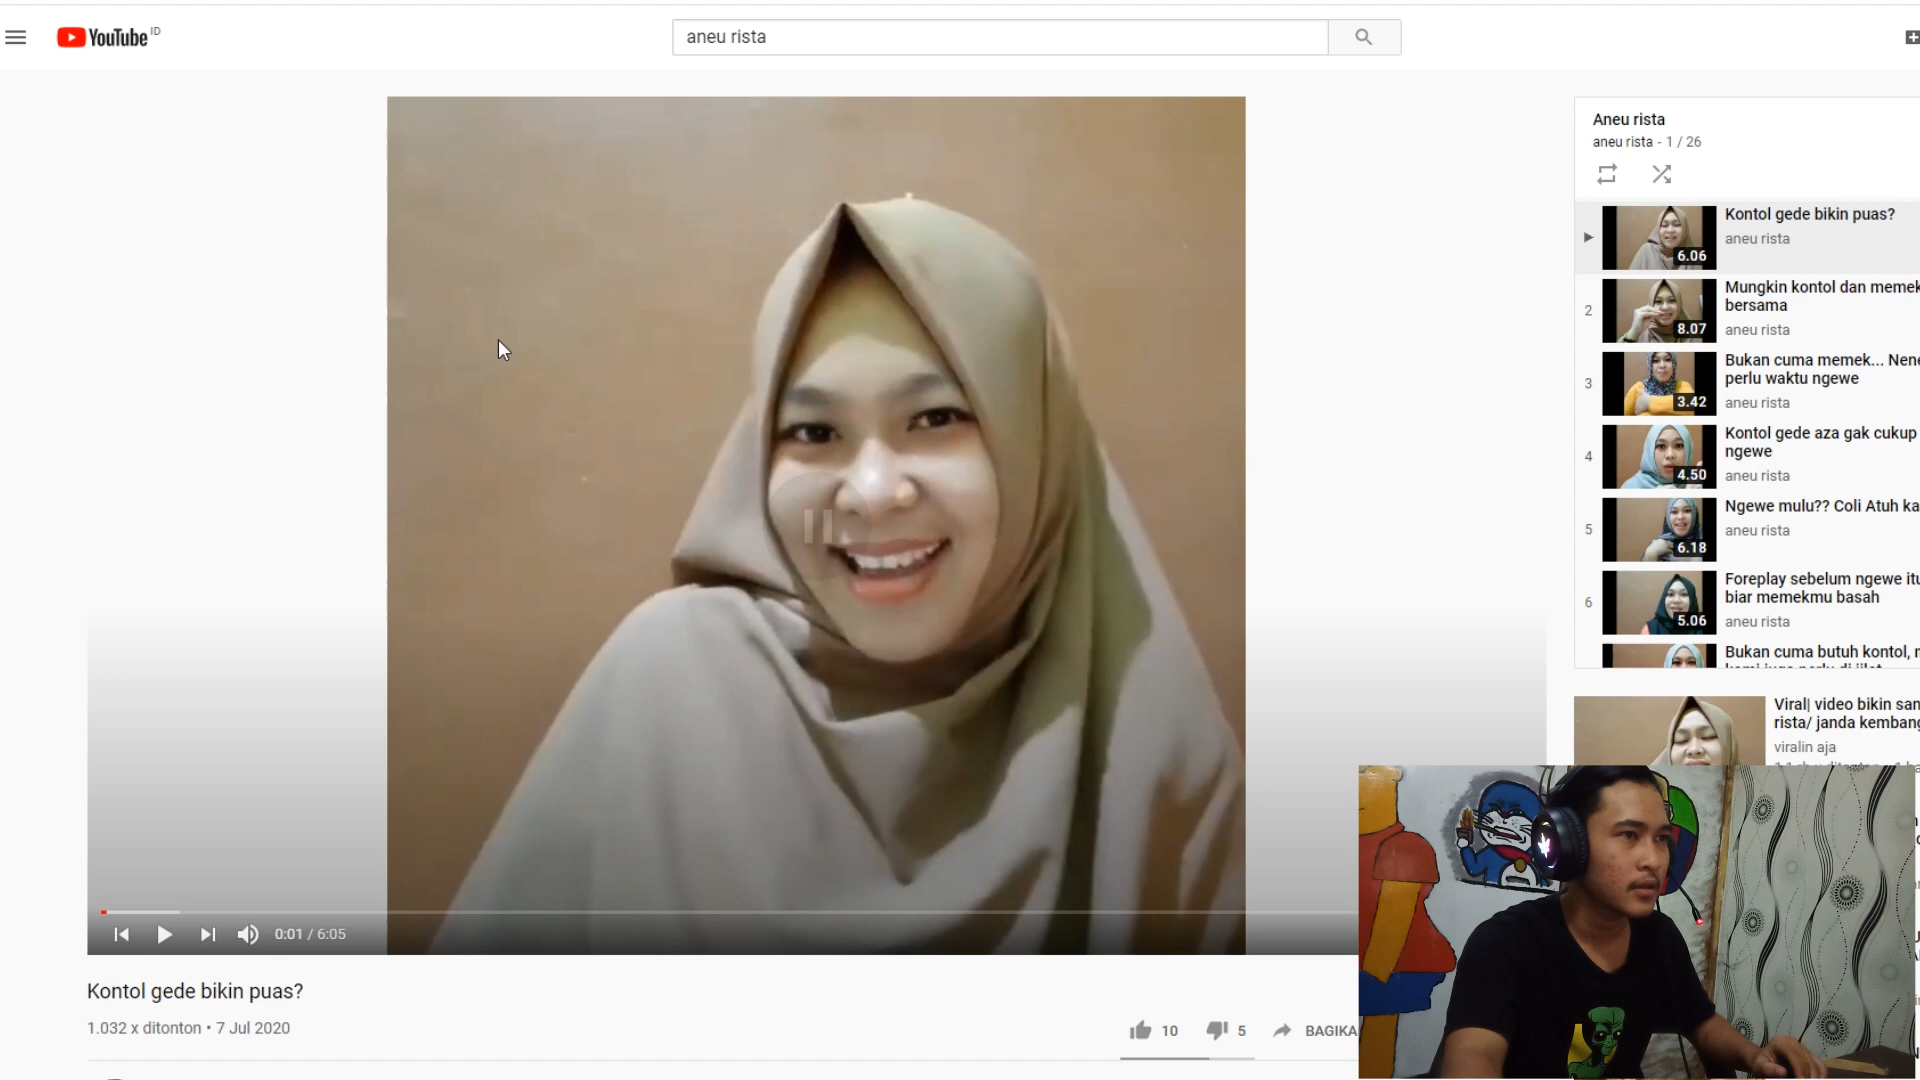 YouTube ID
aneu rista
Aneu rista
aneu rista - 1 / 26
Kontol gede bikin puas?
aneu rista
6.06
2
Mungkin kontol dan memek
bersama
aneu rista
8.07
3
Bukan cuma memek... Nene
perlu waktu ngewe
aneu rista
3.42
4
Kontol gede aza gak cukup
ngewe
aneu rista
4.50
5
Ngewe mulu?? Coli Atuh ka
aneu rista
6.18
6
Foreplay sebelum ngewe itu
biar memekmu basah
aneu rista
5.06
Bukan cuma butuh kontol, m
Viral| video bikin san
rista/ janda kembang
viralin aja
0:01 / 6:05
Kontol gede bikin puas?
1.032 x ditonton • 7 Jul 2020
10
5
BAGIKA